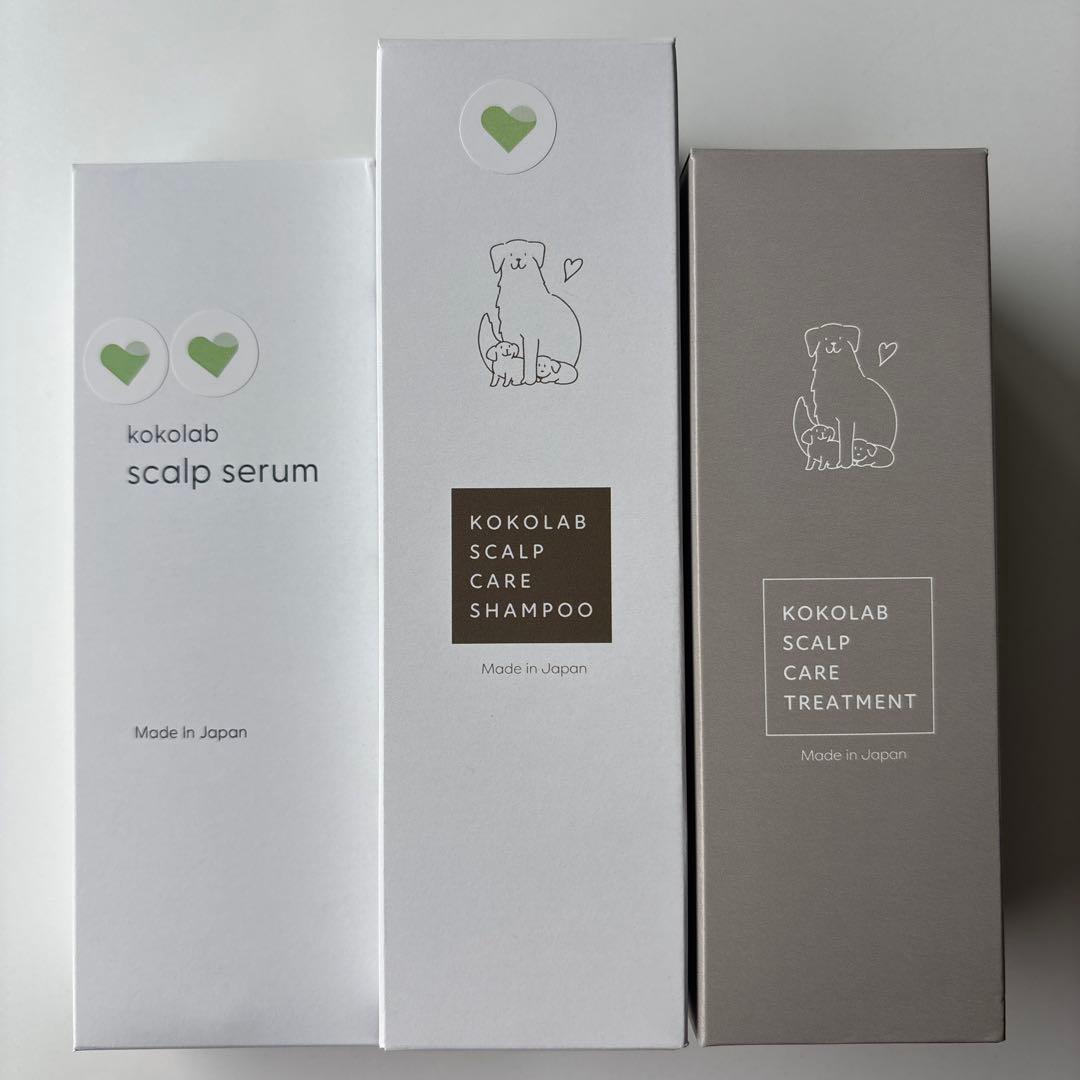 kokolab
scalp serum
Made In Japan
KOKOLAB
SCALP
CARE
SHAMPOO
Made in Japan
KOKOLAB
SCALP
CARE
TREATMENT
Made in Japan